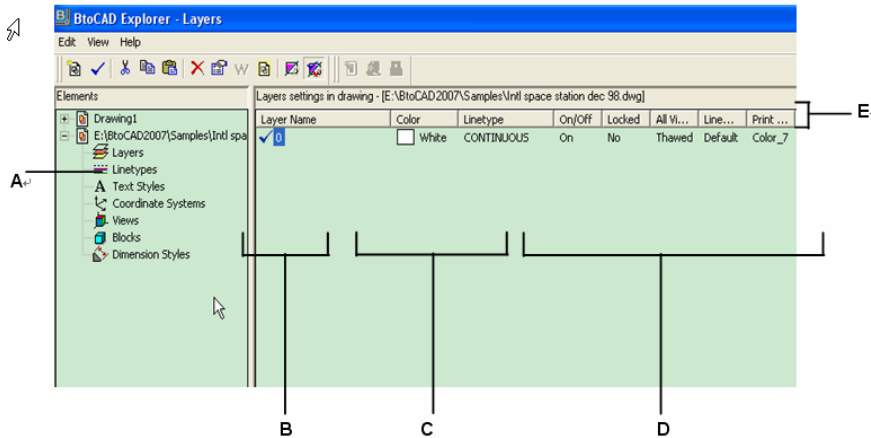 BtoCAD Explorer - Layers
Edit View Help
Elements
Layers settings in drawing - [E:\BtoCAD2007\Samples\Intl space station dec 98.dwg]
Drawing1
E:\BtoCAD2007\Samples\Intl spa
Layers
Linetypes
Text Styles
Coordinate Systems
Views
Blocks
Dimension Styles
Layer Name Color Linetype On/Off Locked All Vi... Line... Print ...
0 White CONTINUOUS On No Thawed Default Color_7
A
B
C
D
E